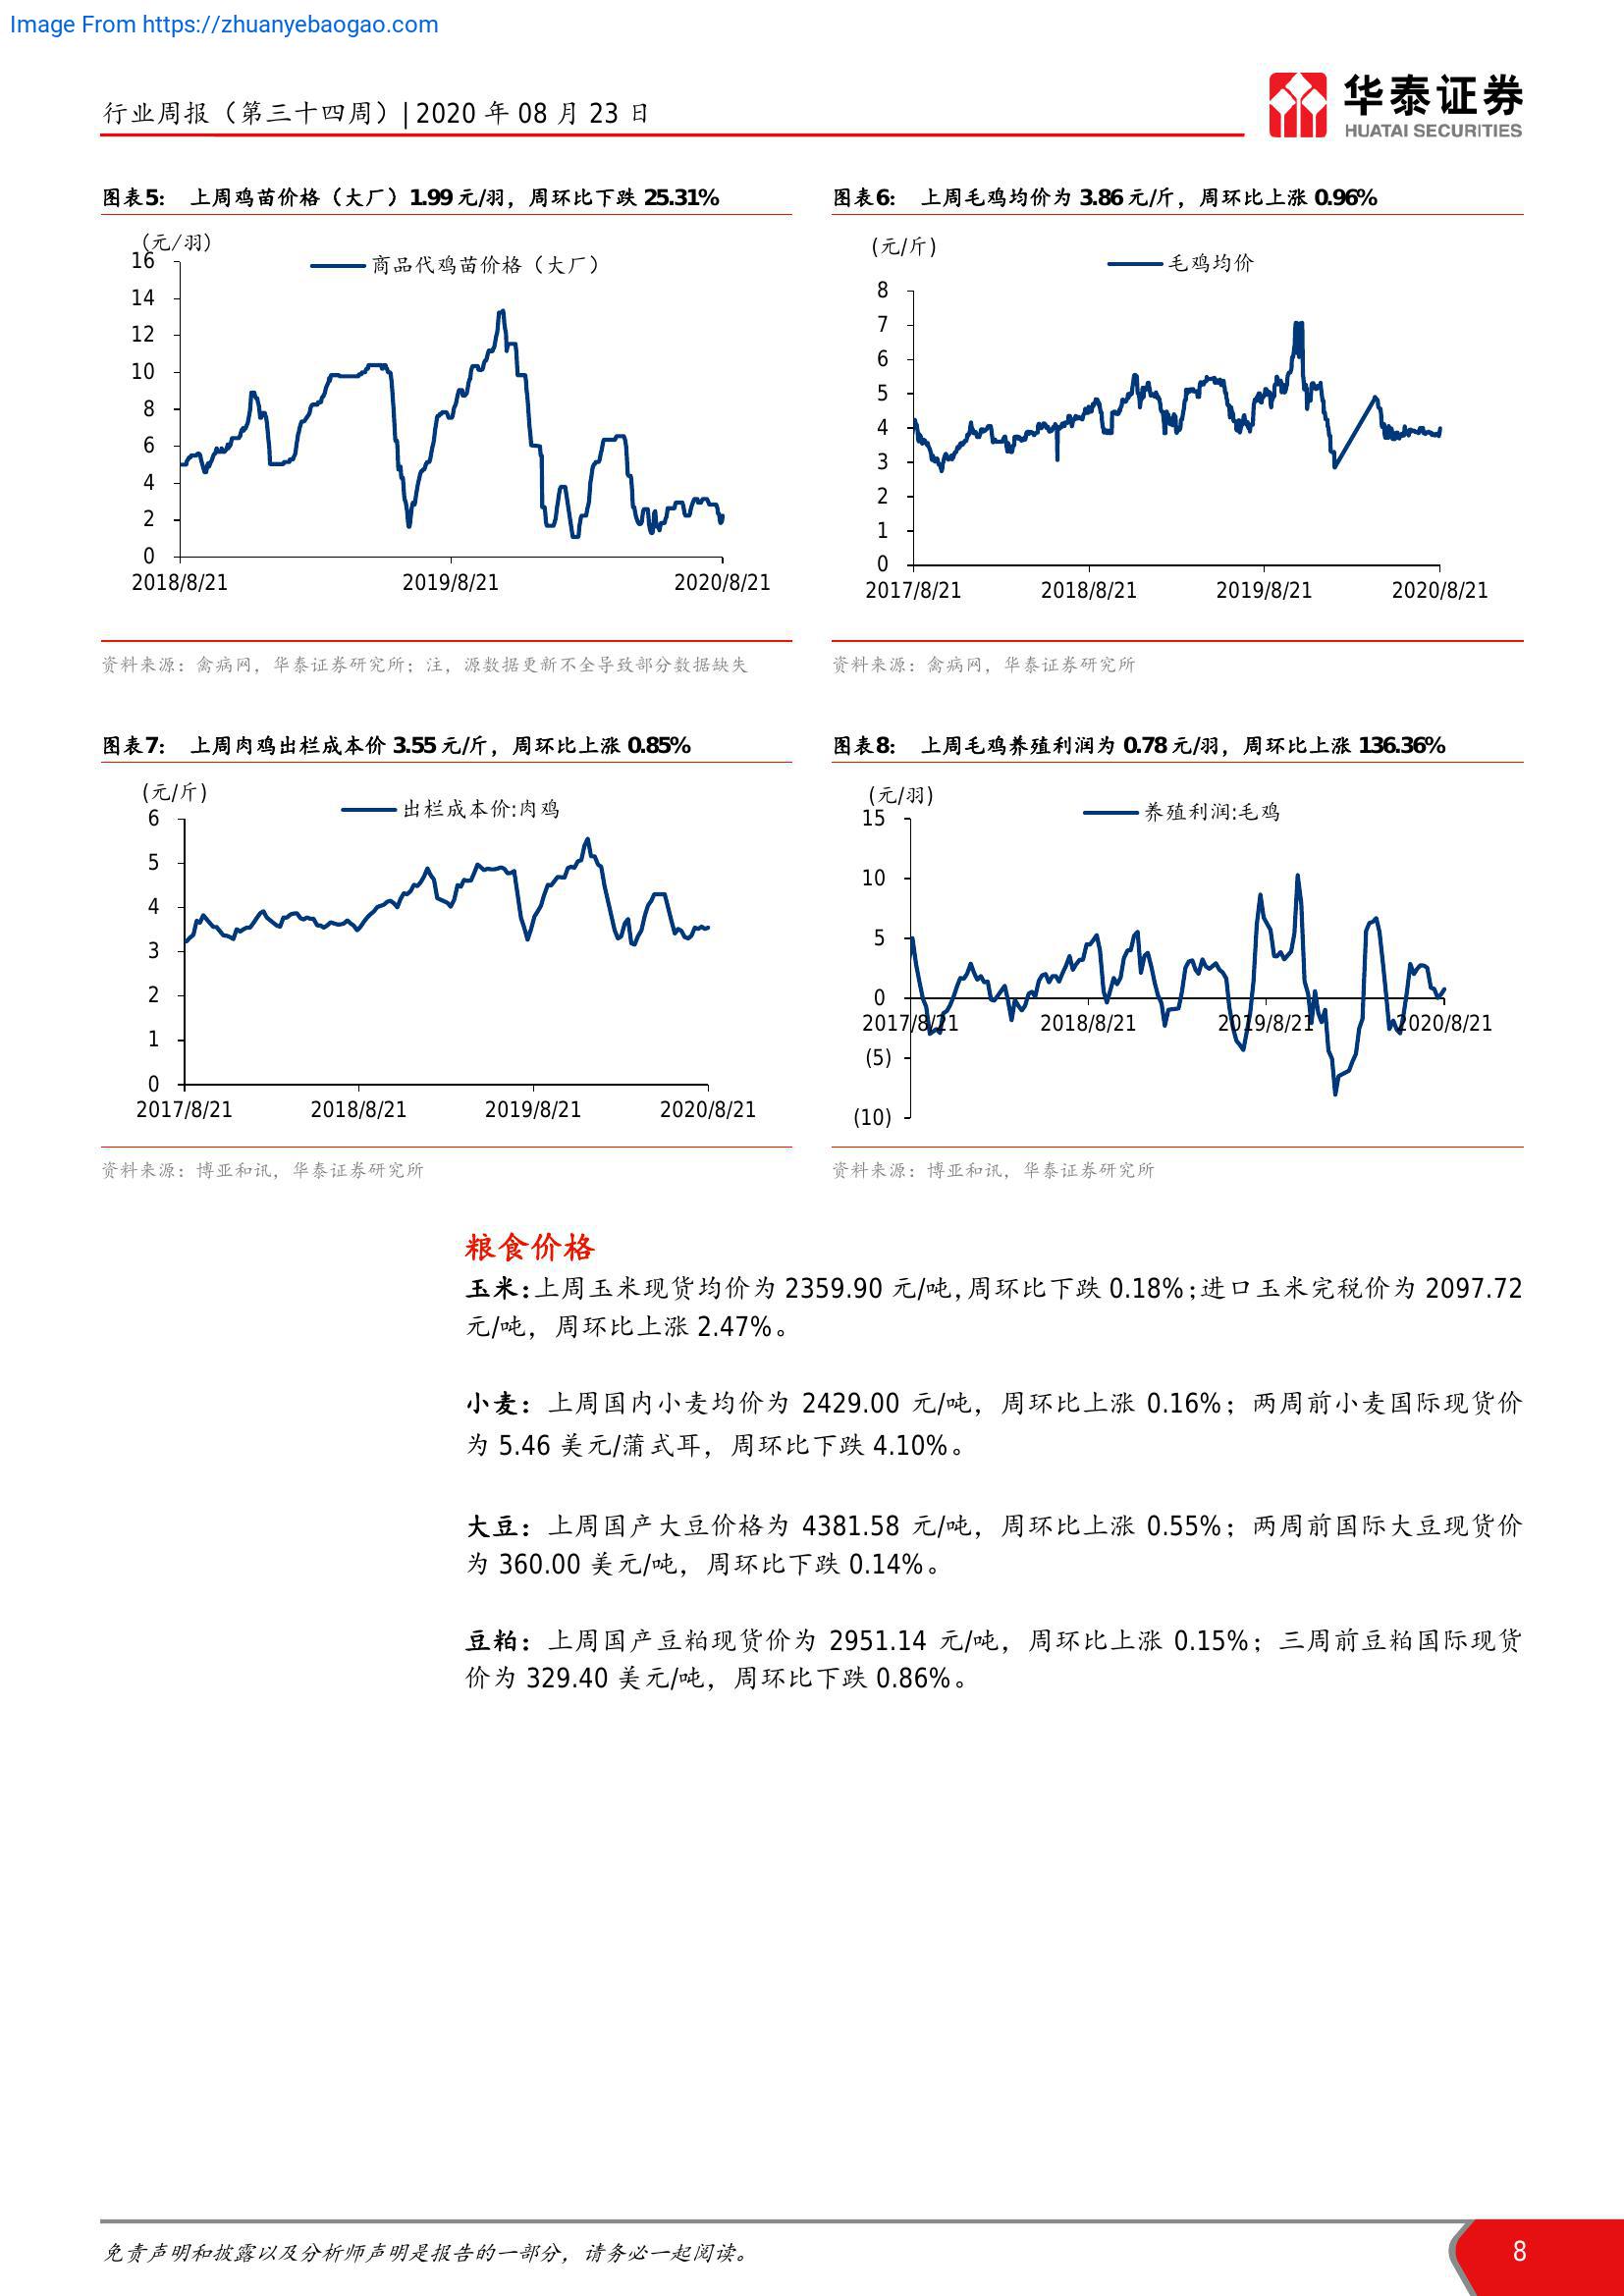 Image From https://zhuanyebaogao.com
行业周报（第三十四周）| 2020 年 08 月 23 日
华泰证券
HUATAI SECURITIES
图表5： 上周鸡苗价格（大厂）1.99 元/羽，周环比下跌 25.31%
(元/羽)
商品代鸡苗价格（大厂）
16
14
12
10
8
6
4
2
0
2018/8/21 2019/8/21 2020/8/21
资料来源：禽病网，华泰证券研究所；注，源数据更新不全导致部分数据缺失
图表6： 上周毛鸡均价为 3.86 元/斤，周环比上涨 0.96%
(元/斤)
毛鸡均价
8
7
6
5
4
3
2
1
0
2017/8/21 2018/8/21 2019/8/21 2020/8/21
资料来源：禽病网，华泰证券研究所
图表7： 上周肉鸡出栏成本价 3.55 元/斤，周环比上涨 0.85%
(元/斤)
出栏成本价:肉鸡
6
5
4
3
2
1
0
2017/8/21 2018/8/21 2019/8/21 2020/8/21
资料来源：博亚和讯，华泰证券研究所
图表8： 上周毛鸡养殖利润为 0.78 元/羽，周环比上涨 136.36%
(元/羽)
养殖利润:毛鸡
15
10
5
0
2017/8/21 2018/8/21 2019/8/21 2020/8/21
(5)
(10)
资料来源：博亚和讯，华泰证券研究所
粮食价格
玉米：上周玉米现货均价为 2359.90 元/吨，周环比下跌 0.18%；进口玉米完税价为 2097.72
元/吨，周环比上涨 2.47%。
小麦：上周国内小麦均价为 2429.00 元/吨，周环比上涨 0.16%；两周前小麦国际现货价
为 5.46 美元/蒲式耳，周环比下跌 4.10%。
大豆：上周国产大豆价格为 4381.58 元/吨，周环比上涨 0.55%；两周前国际大豆现货价
为 360.00 美元/吨，周环比下跌 0.14%。
豆粕：上周国产豆粕现货价为 2951.14 元/吨，周环比上涨 0.15%；三周前豆粕国际现货
价为 329.40 美元/吨，周环比下跌 0.86%。
免责声明和披露以及分析师声明是报告的一部分，请务必一起阅读。
8